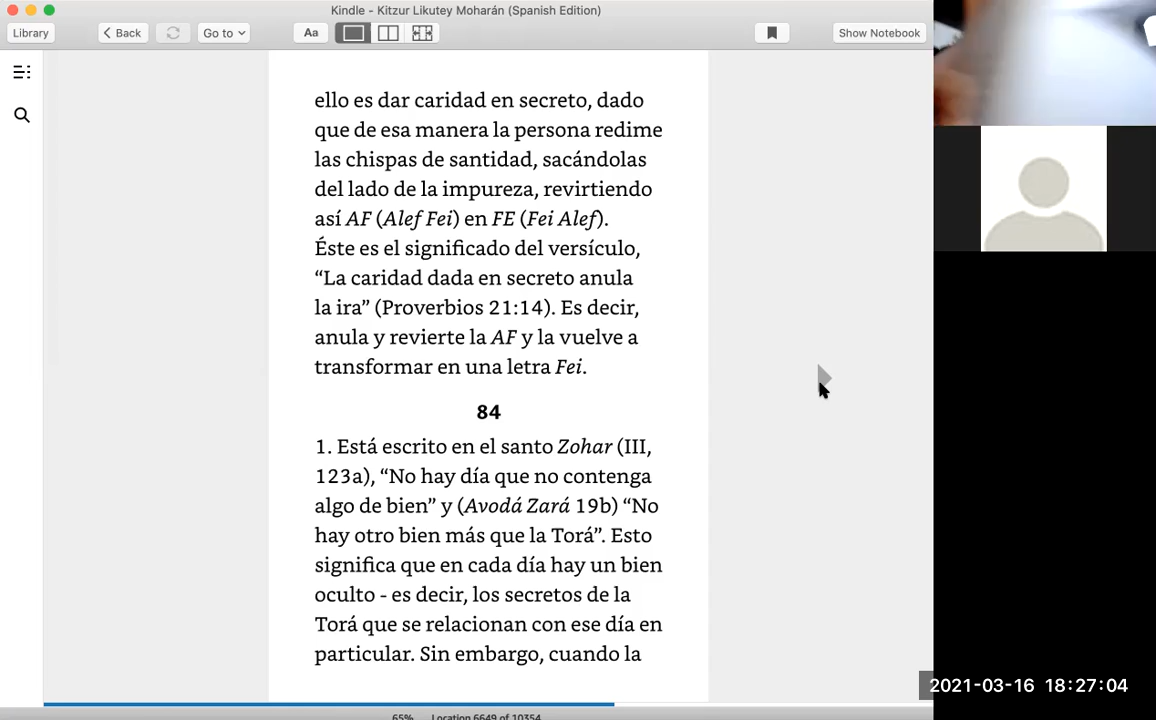 Kindle - Kitzur Likutey Moharán (Spanish Edition)
Library
Back
Go to
Aa
Show Notebook
ello es dar caridad en secreto, dado
que de esa manera la persona redime
las chispas de santidad, sacándolas
del lado de la impureza, revirtiendo
así AF (Alef Fei) en FE (Fei Alef).
Éste es el significado del versículo,
“La caridad dada en secreto anula
la ira” (Proverbios 21:14). Es decir,
anula y revierte la AF y la vuelve a
transformar en una letra Fei.
84
1. Está escrito en el santo Zohar (III,
123a), “No hay día que no contenga
algo de bien” y (Avodá Zará 19b) “No
hay otro bien más que la Torá”. Esto
significa que en cada día hay un bien
oculto - es decir, los secretos de la
Torá que se relacionan con ese día en
particular. Sin embargo, cuando la
2021-03-16 18:27:04
65% Location 6649 of 10354